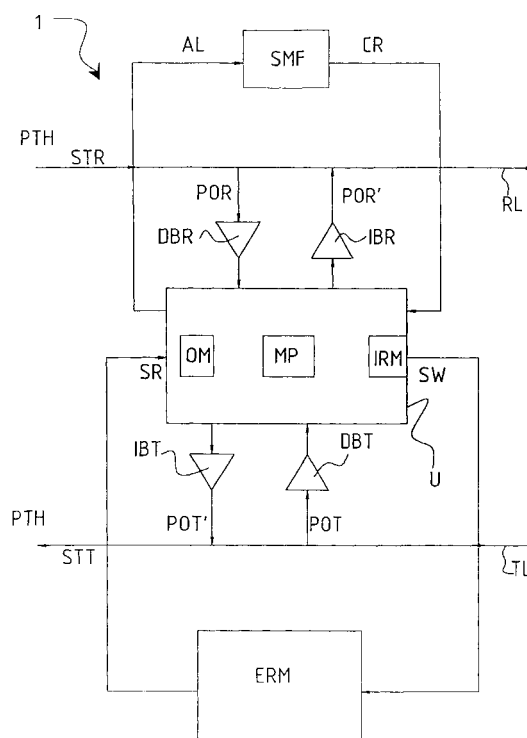 1
AL
SMF
CR
PTH
STR
POR
POR'
RL
DBR
IBR
OM
MP
IRM
SR
SW
IBT
DBT
U
PTH
POT'
POT
STT
TL
ERM